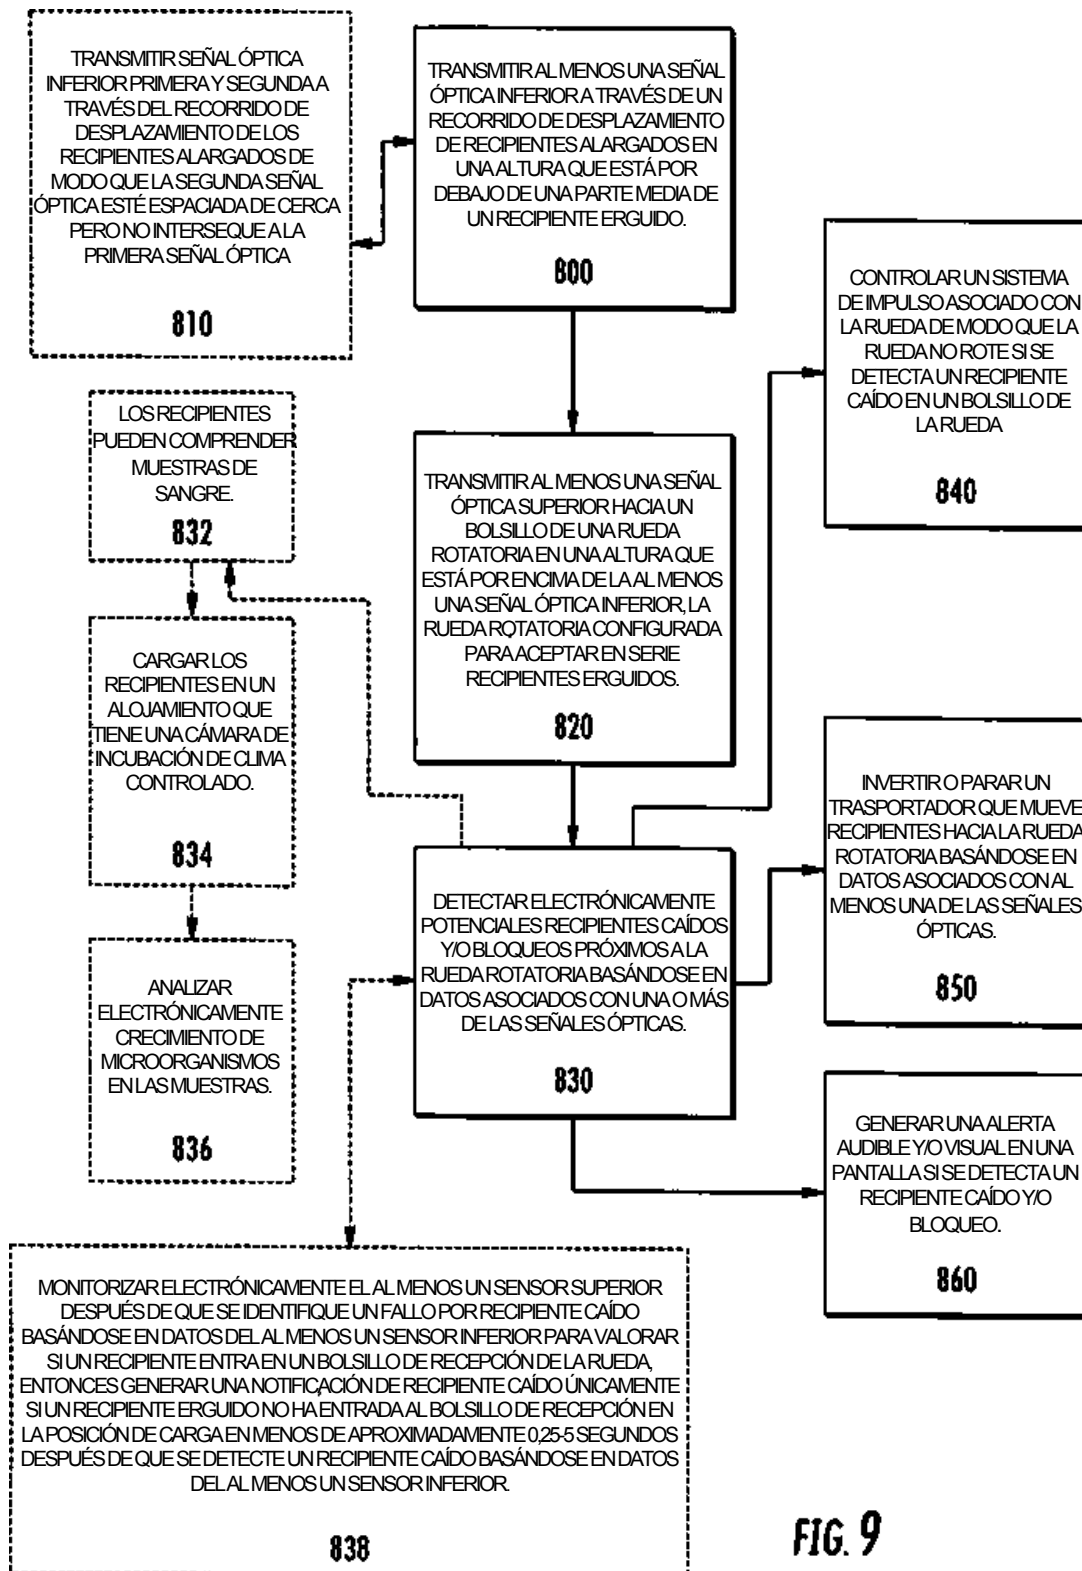 TRANSMITIR SEÑAL ÓPTICA
INFERIOR PRIMERA Y SEGUNDA A
TRAVÉS DEL RECORRIDO DE
DESPLAZAMIENTO DE LOS
RECIPIENTES ALARGADOS DE
MODO QUE LA SEGUNDA SEÑAL
ÓPTICA ESTÉ ESPACIADA DE CERCA
PERO NO INTERSEQUE A LA
PRIMERA SEÑAL ÓPTICA
810
TRANSMITIR AL MENOS UNA SEÑAL
ÓPTICA INFERIOR A TRAVÉS DE UN
RECORRIDO DE DESPLAZAMIENTO
DE RECIPIENTES ALARGADOS EN
UNA ALTURA QUE ESTÁ POR
DEBAJO DE UNA PARTE MEDIA DE
UN RECIPIENTE ERGUIDO.
800
CONTROLAR UN SISTEMA
DE IMPULSO ASOCIADO CON
LA RUEDA DE MODO QUE LA
RUEDA NO ROTE SI SE
DETECTA UN RECIPIENTE
CAÍDO EN UN BOLSILLO DE
LA RUEDA
840
LOS RECIPIENTES
PUEDEN COMPRENDER
MUESTRAS DE
SANGRE.
832
TRANSMITIR AL MENOS UNA SEÑAL
ÓPTICA SUPERIOR HACIA UN
BOLSILLO DE UNA RUEDA
ROTATORIA EN UNA ALTURA QUE
ESTÁ POR ENCIMA DE LA AL MENOS
UNA SEÑAL ÓPTICA INFERIOR, LA
RUEDA ROTATORIA CONFIGURADA
PARA ACEPTAR EN SERIE
RECIPIENTES ERGUIDOS.
820
CARGAR LOS
RECIPIENTES EN UN
ALOJAMIENTO QUE
TIENE UNA CÁMARA DE
INCUBACIÓN DE CLIMA
CONTROLADO.
834
INVERTIR O PARAR UN
TRASPORTADOR QUE MUEVE
RECIPIENTES HACIA LA RUEDA
ROTATORIA BASÁNDOSE EN
DATOS ASOCIADOS CON AL
MENOS UNA DE LAS SEÑALES
ÓPTICAS.
850
DETECTAR ELECTRÓNICAMENTE
POTENCIALES RECIPIENTES CAÍDOS
Y/O BLOQUEOS PRÓXIMOS A LA
RUEDA ROTATORIA BASÁNDOSE EN
DATOS ASOCIADOS CON UNA O MÁS
DE LAS SEÑALES ÓPTICAS.
830
ANALIZAR
ELECTRÓNICAMENTE
CRECIMIENTO DE
MICROORGANISMOS
EN LAS MUESTRAS.
836
GENERAR UNA ALERTA
AUDIBLE Y/O VISUAL EN UNA
PANTALLA SI SE DETECTA UN
RECIPIENTE CAÍDO Y/O
BLOQUEO.
860
MONITORIZAR ELECTRÓNICAMENTE EL AL MENOS UN SENSOR SUPERIOR
DESPUÉS DE QUE SE IDENTIFIQUE UN FALLO POR RECIPIENTE CAÍDO
BASÁNDOSE EN DATOS DEL AL MENOS UN SENSOR INFERIOR PARA VALORAR
SI UN RECIPIENTE ENTRA EN UN BOLSILLO DE RECEPCIÓN DE LA RUEDA,
ENTONCES GENERAR UNA NOTIFICACIÓN DE RECIPIENTE CAÍDO ÚNICAMENTE
SI UN RECIPIENTE ERGUIDO NO HA ENTRADA AL BOLSILLO DE RECEPCIÓN EN
LA POSICIÓN DE CARGA EN MENOS DE APROXIMADAMENTE 0,25-5 SEGUNDOS
DESPUÉS DE QUE SE DETECTE UN RECIPIENTE CAÍDO BASÁNDOSE EN DATOS
DEL AL MENOS UN SENSOR INFERIOR.
838
FIG. 9